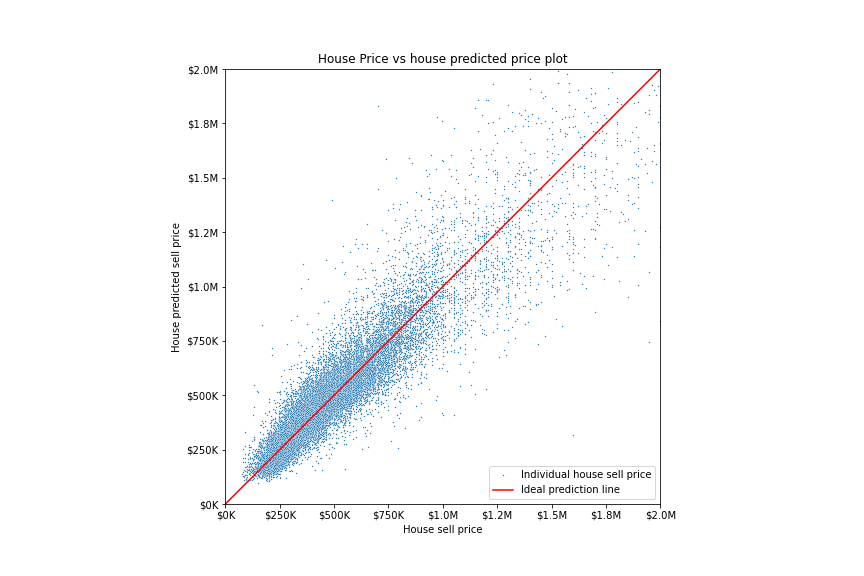 House Price vs house predicted price plot
$2.0M
$1.8M
$1.5M
$1.2M
$1.0M
$750K
$500K
$250K
$0K
House predicted sell price
Individual house sell price
Ideal prediction line
$0K $250K $500K $750K $1.0M $1.2M $1.5M $1.8M $2.0M
House sell price